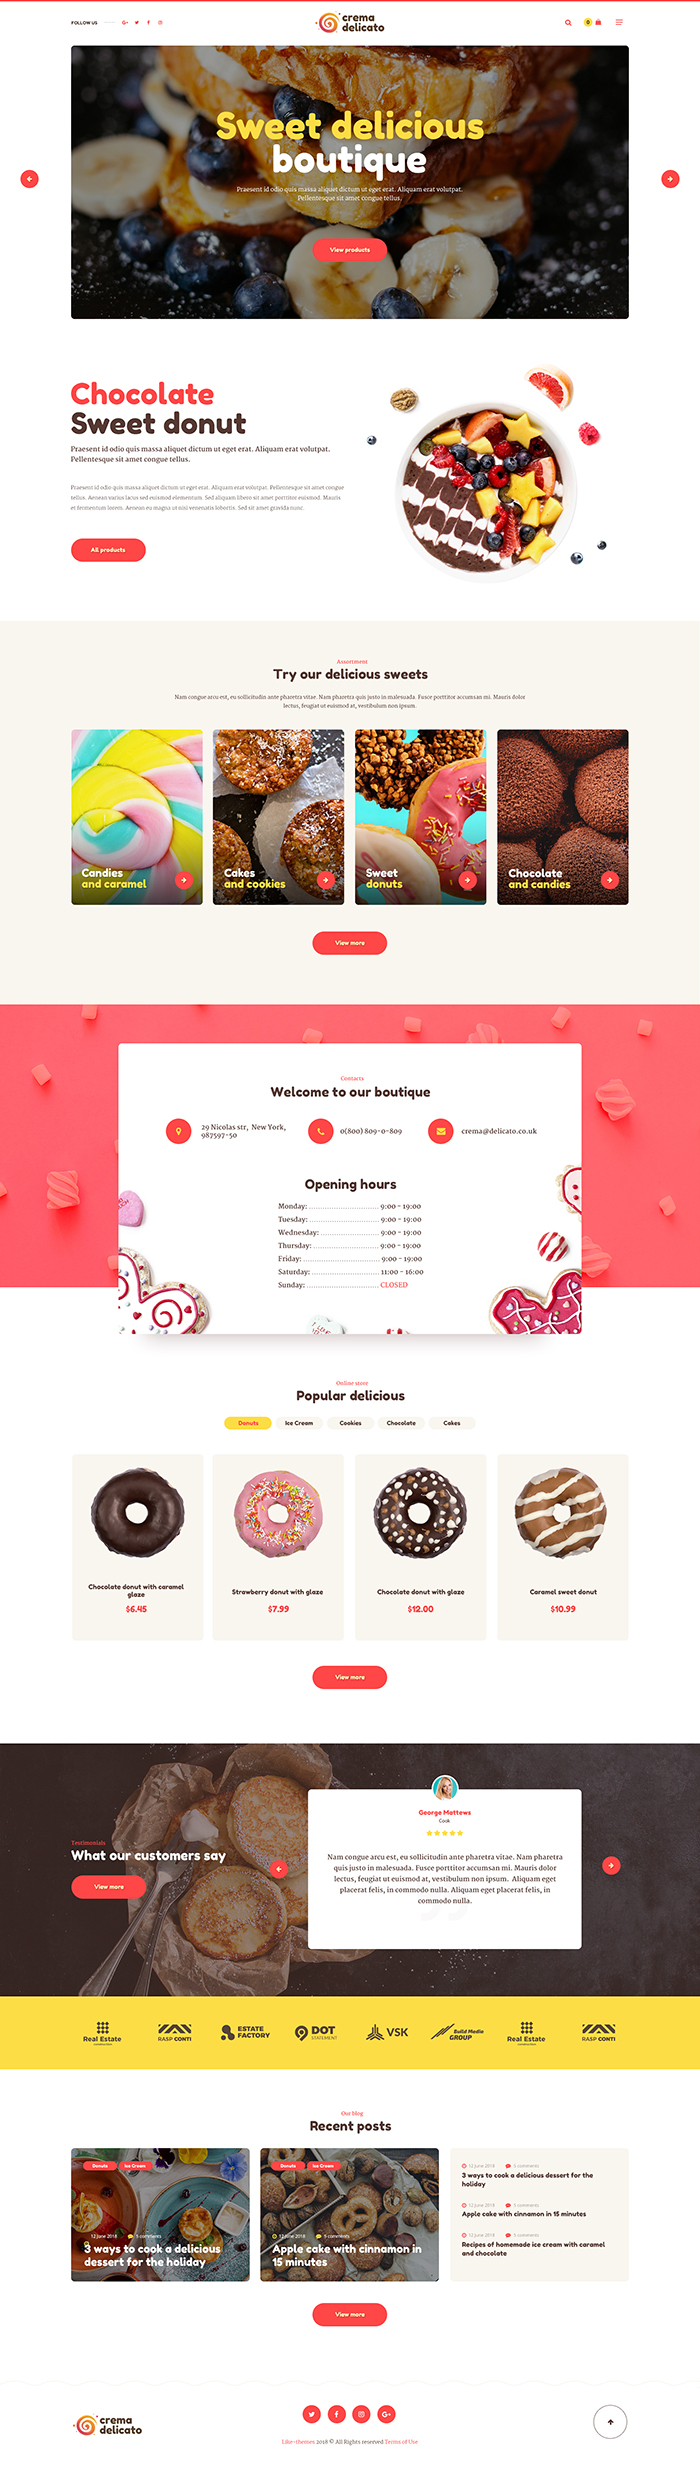 FOLLOW US
crema
delicato
0
Sweet delicious
boutique
Praesent id odio quis massa aliquet dictum ut eget erat. Aliquam erat volutpat.
Pellentesque sit amet congue tellus.
View products
Chocolate
Sweet donut
Praesent id odio quis massa aliquet dictum ut eget erat. Aliquam erat volutpat.
Pellentesque sit amet congue tellus.
Praesent id odio quis massa aliquet dictum ut eget erat. Aliquam erat volutpat. Pellentesque sit amet congue
tellus. Aenean varius lacus sed euismod elementum. Sed aliquam libero sit amet porttitor euismod. Mauris
et fermentum lorem. Aenean eu magna ut nisi venenatis lobortis. Sed sit amet gravida nunc.
All products
Assortment
Try our delicious sweets
Nam congue arcu est, eu sollicitudin ante pharetra vitae. Nam pharetra quis justo in malesuada. Fusce porttitor accumsan mi. Mauris dolor
lectus, feugiat ut euismod at, vestibulum non ipsum.
Candies
and caramel
Cakes
and cookies
Sweet
donuts
Chocolate
and candies
View more
Contacts
Welcome to our boutique
29 Nicolas str, New York,
987597-50
0(800) 809-0-809
crema@delicato.co.uk
Opening hours
Monday: 9:00 - 19:00
Tuesday: 9:00 - 19:00
Wednesday: 9:00 - 19:00
Thursday: 9:00 - 19:00
Friday: 9:00 - 19:00
Saturday: 11:00 - 16:00
Sunday: CLOSED
Online store
Popular delicious
Donuts Ice Cream Cookies Chocolate Cakes
Chocolate donut with caramel
glaze
$6.45
Strawberry donut with glaze
$7.99
Chocolate donut with glaze
$12.00
Caramel sweet donut
$10.99
View more
Testimonials
What our customers say
View more
George Mattews
Cook
Nam congue arcu est, eu sollicitudin ante pharetra vitae. Nam pharetra
quis justo in malesuada. Fusce porttitor accumsan mi. Mauris dolor
lectus, feugiat ut euismod at, vestibulum non ipsum. Aliquam eget
placerat felis, in commodo nulla. Aliquam eget placerat felis, in
commodo nulla.
Real Estate
RASP CONTI
ESTATE
FACTORY
DOT
STATEMENT
VSK
Build Media
GROUP
Real Estate
RASP CONTI
Our blog
Recent posts
Donuts Ice Cream
12 June 2018 5 comments
3 ways to cook a delicious
dessert for the holiday
Donuts Ice Cream
12 June 2018 5 comments
Apple cake with cinnamon in
15 minutes
12 June 2018 5 comments
3 ways to cook a delicious dessert for the
holiday
12 June 2018 5 comments
Apple cake with cinnamon in 15 minutes
12 June 2018 5 comments
Recipes of homemade ice cream with caramel
and chocolate
View more
crema
delicato
Like-themes 2018 © All Rights reserved Terms of Use